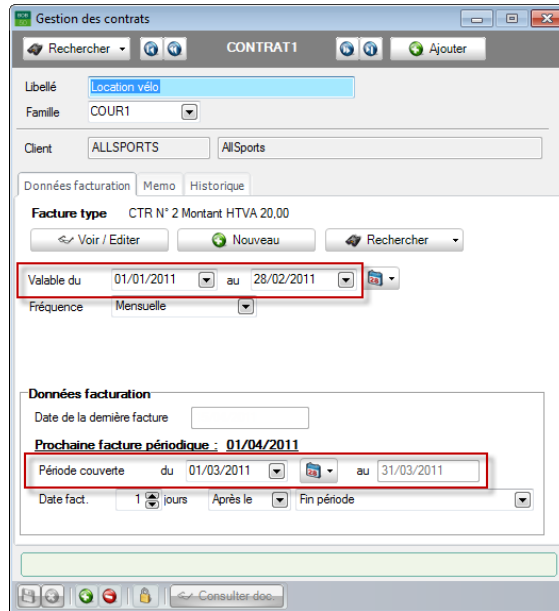 Gestion des contrats
Rechercher CONTRAT1 Ajouter
Libellé Location vélo
Famille COUR1
Client ALLSPORTS AllSports
Données facturation Memo Historique
Facture type CTR N° 2 Montant HTVA 20,00
Voir / Editer Nouveau Rechercher
Valable du 01/01/2011 au 28/02/2011
Fréquence Mensuelle
Données facturation
Date de la dernière facture
Prochaine facture périodique : 01/04/2011
Période couverte du 01/03/2011 au 31/03/2011
Date fact. 1 jours Après le Fin période
Consulter doc.